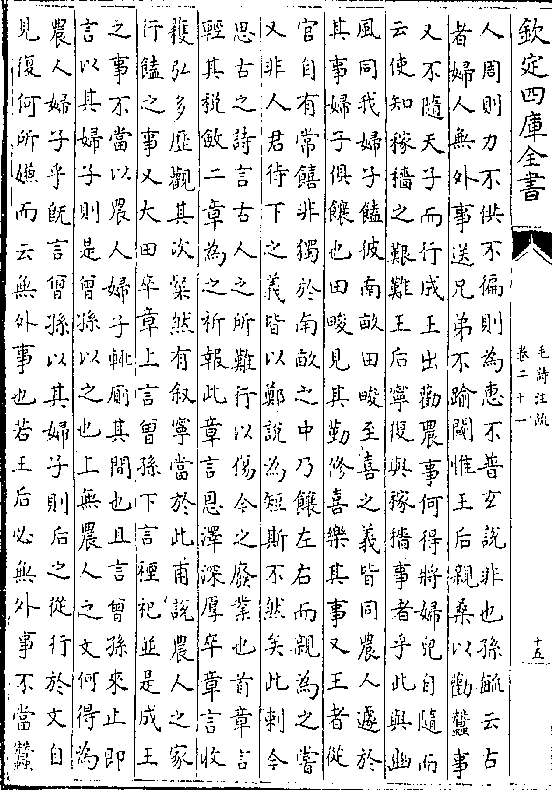 欽定四庫全書
毛詩注疏
卷二十一
十五
人周則力不供不徧則為惠不普玄說非也孫毓云古
者婦人無外事送兄弟不踰閾惟王后親桑以勸蠶事
又不隨天子而行成王出勸農事何得將婦兒自隨而
云使知稼穡之艱難王后寧復與稼穡事者乎此與豳
風同我婦子饁彼南畝田畯至喜之義皆同農人遽於
其事婦子俱饟也田畯見其勤修喜樂其事又王者從
官自有常饎非獨於南畝之中乃饟左右而親為之嘗
又非人君待下之義皆以鄭說為短斯不然矣此刺今
思古之詩言古人之所難行以傷今之廢業也首章言
輕其稅斂二章為之祈報此章言恩澤深厚卒章言收
穫弘多歷觀其次粲然有叙寧當於此甫說農人之家
行饁之事又大田卒章上言曾孫下言禋祀並是成王
之事不當以農人婦子輒廁其間也且言曾孫來止即
言以其婦子則是曾孫以之也上無農人之文何得為
農人婦子乎既言曾孫以其婦子則后之從行於文自
見復何所嫌而云無外事也若王后必無外事不當蠶